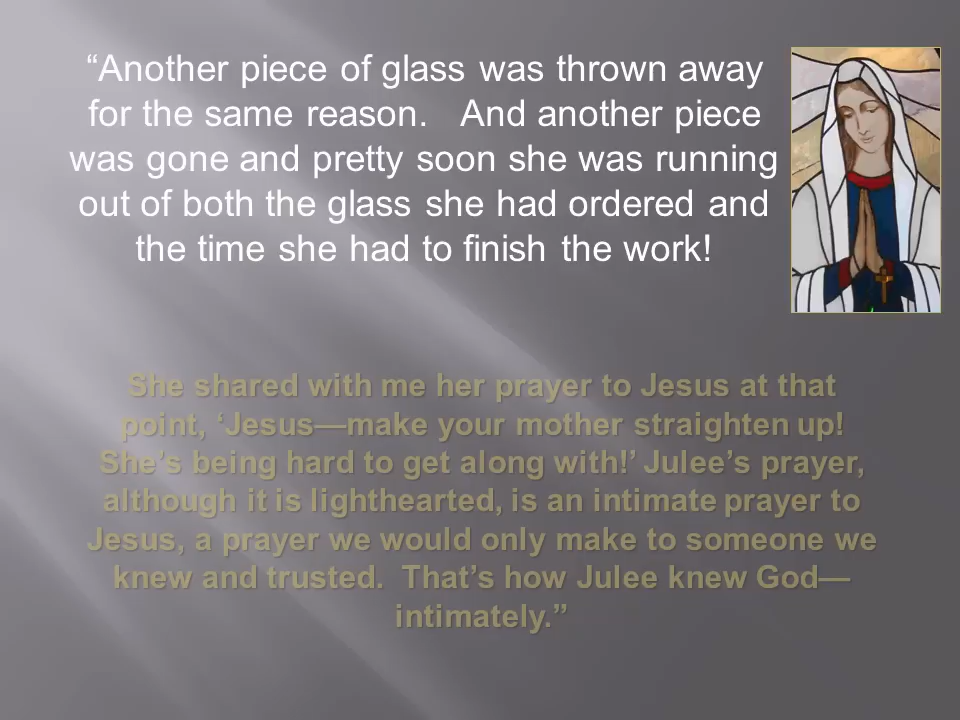 “Another piece of glass was thrown away
for the same reason.   And another piece
was gone and pretty soon she was running
out of both the glass she had ordered and
the time she had to finish the work!
She shared with me her prayer to Jesus at that
point, ‘Jesus—make your mother straighten up!
She’s being hard to get along with!’ Julee’s prayer,
although it is lighthearted, is an intimate prayer to
Jesus, a prayer we would only make to someone we
knew and trusted.  That’s how Julee knew God—
intimately.”